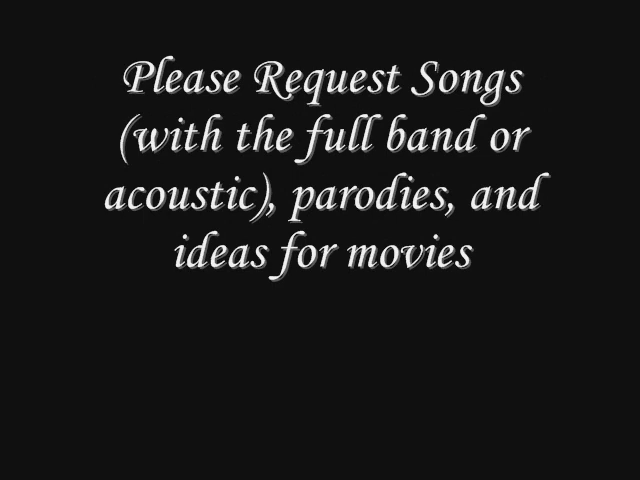 Please Request Songs
(with the full band or
acoustic), parodies, and
ideas for movies